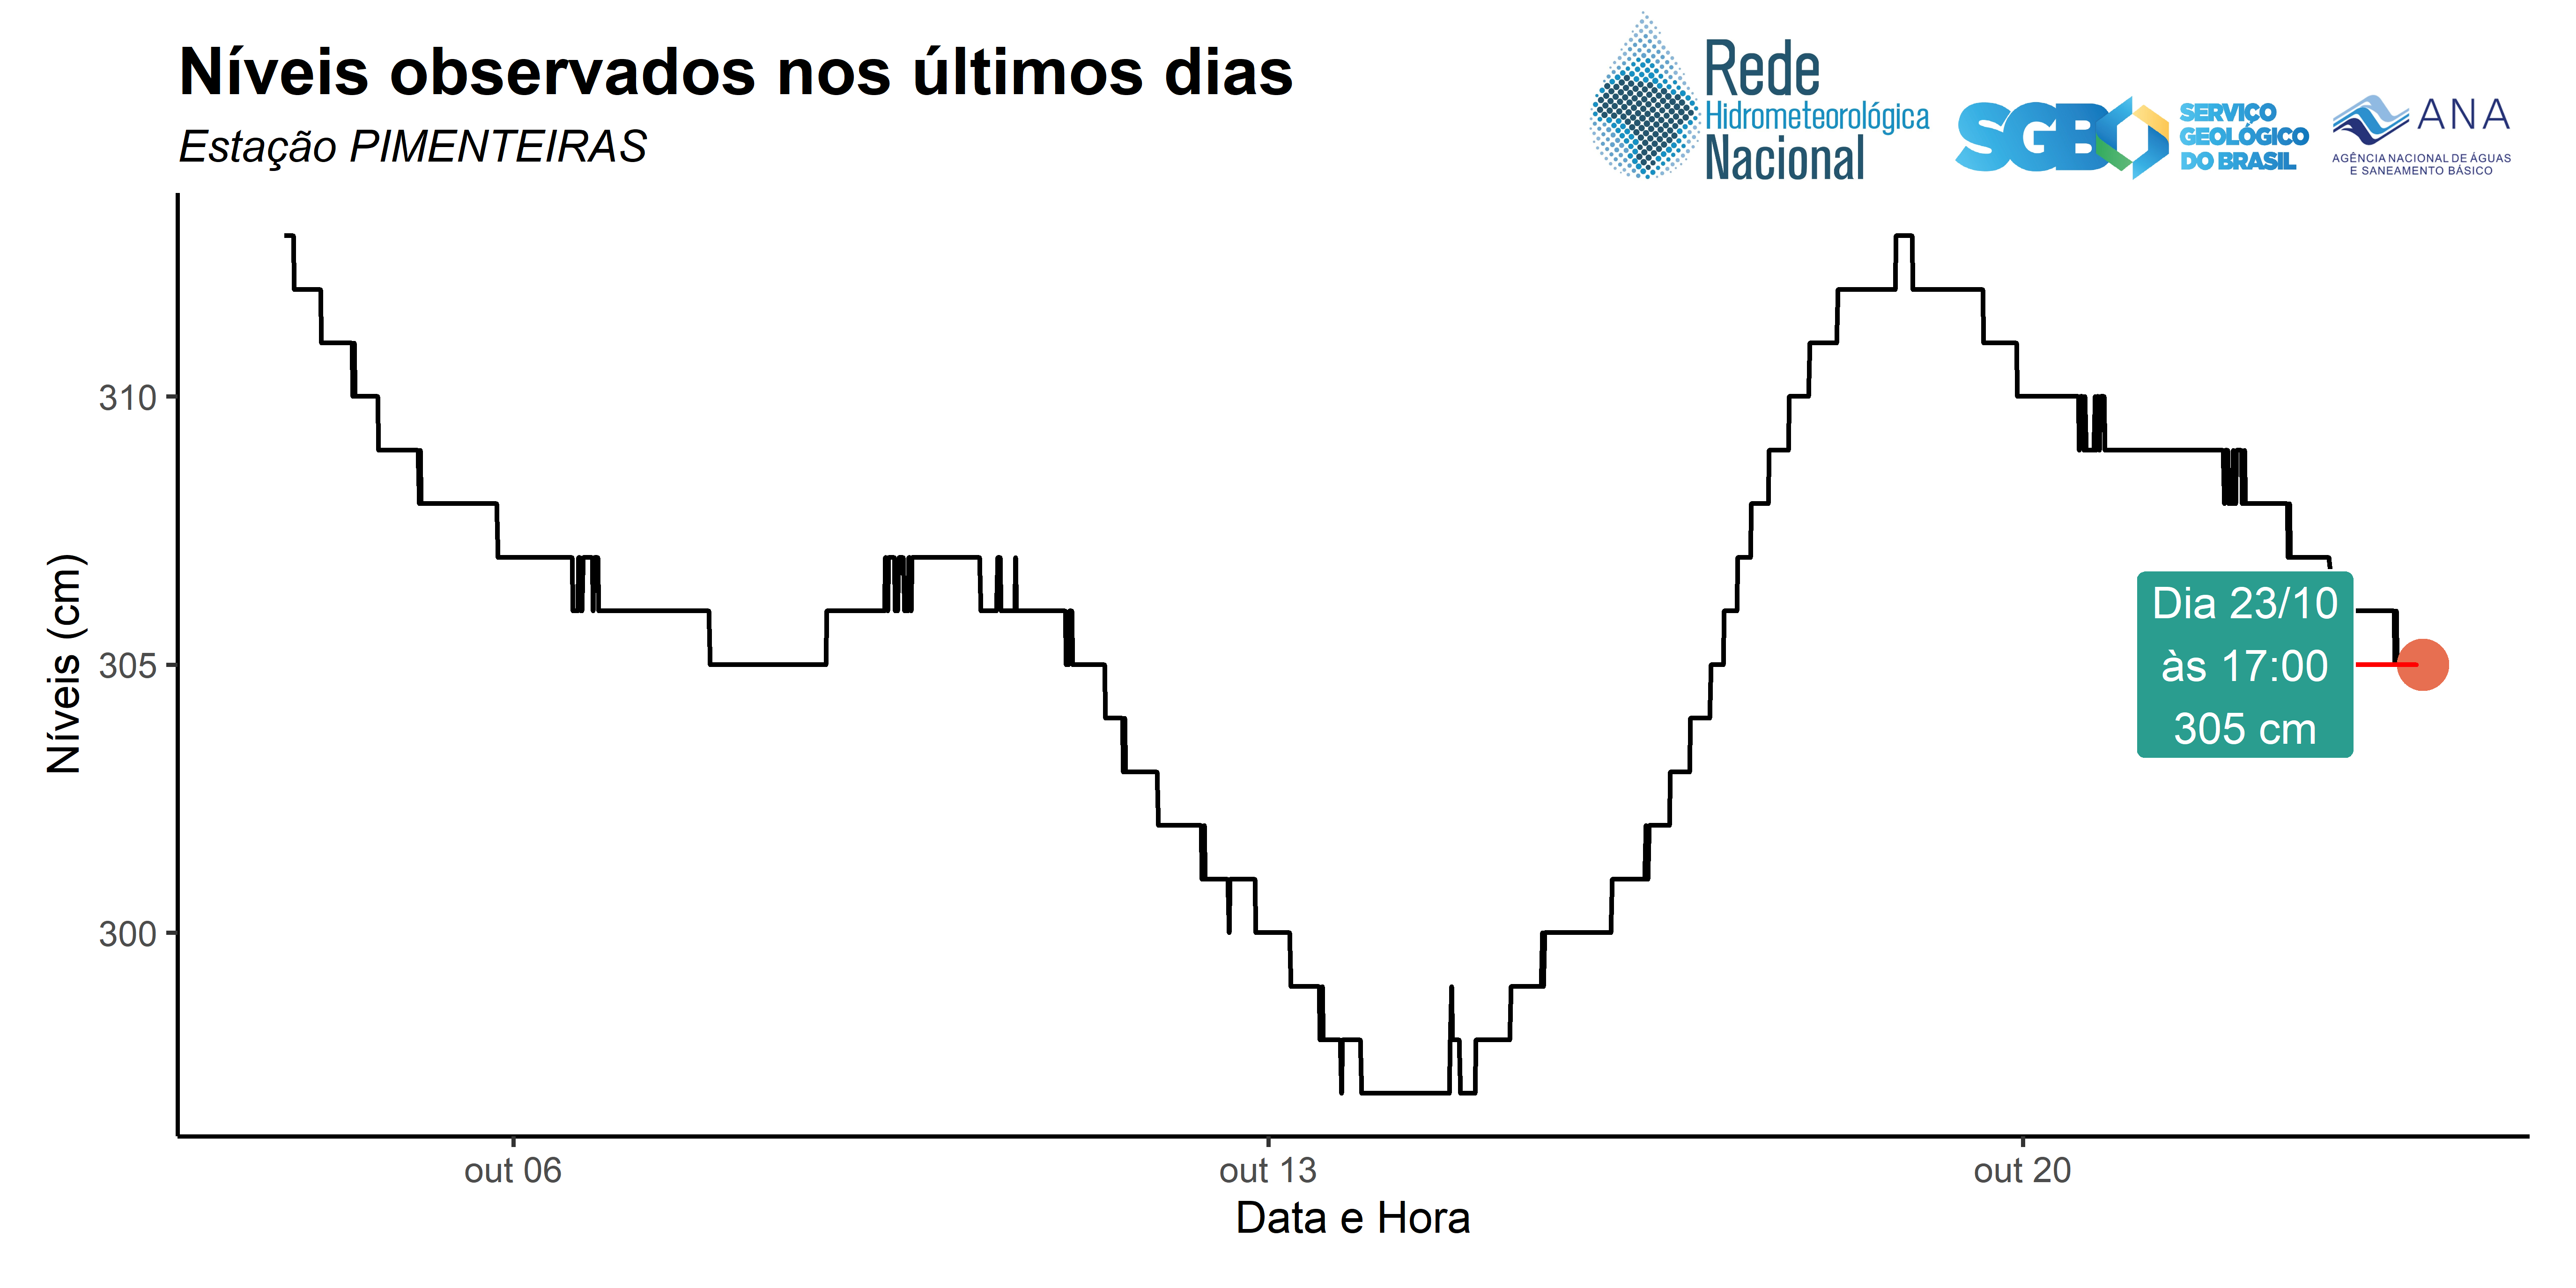 Níveis observados nos últimos dias
Estação PIMENTEIRAS
Rede
Hidrometeorológica
Nacional
SGB
SERVIÇO
GEOLÓGICO
DO BRASIL
ANA
AGÊNCIA NACIONAL DE ÁGUAS
E SANEAMENTO BÁSICO
Níveis (cm)
310
305
300
Dia 23/10
às 17:00
305 cm
out 06
out 13
out 20
Data e Hora